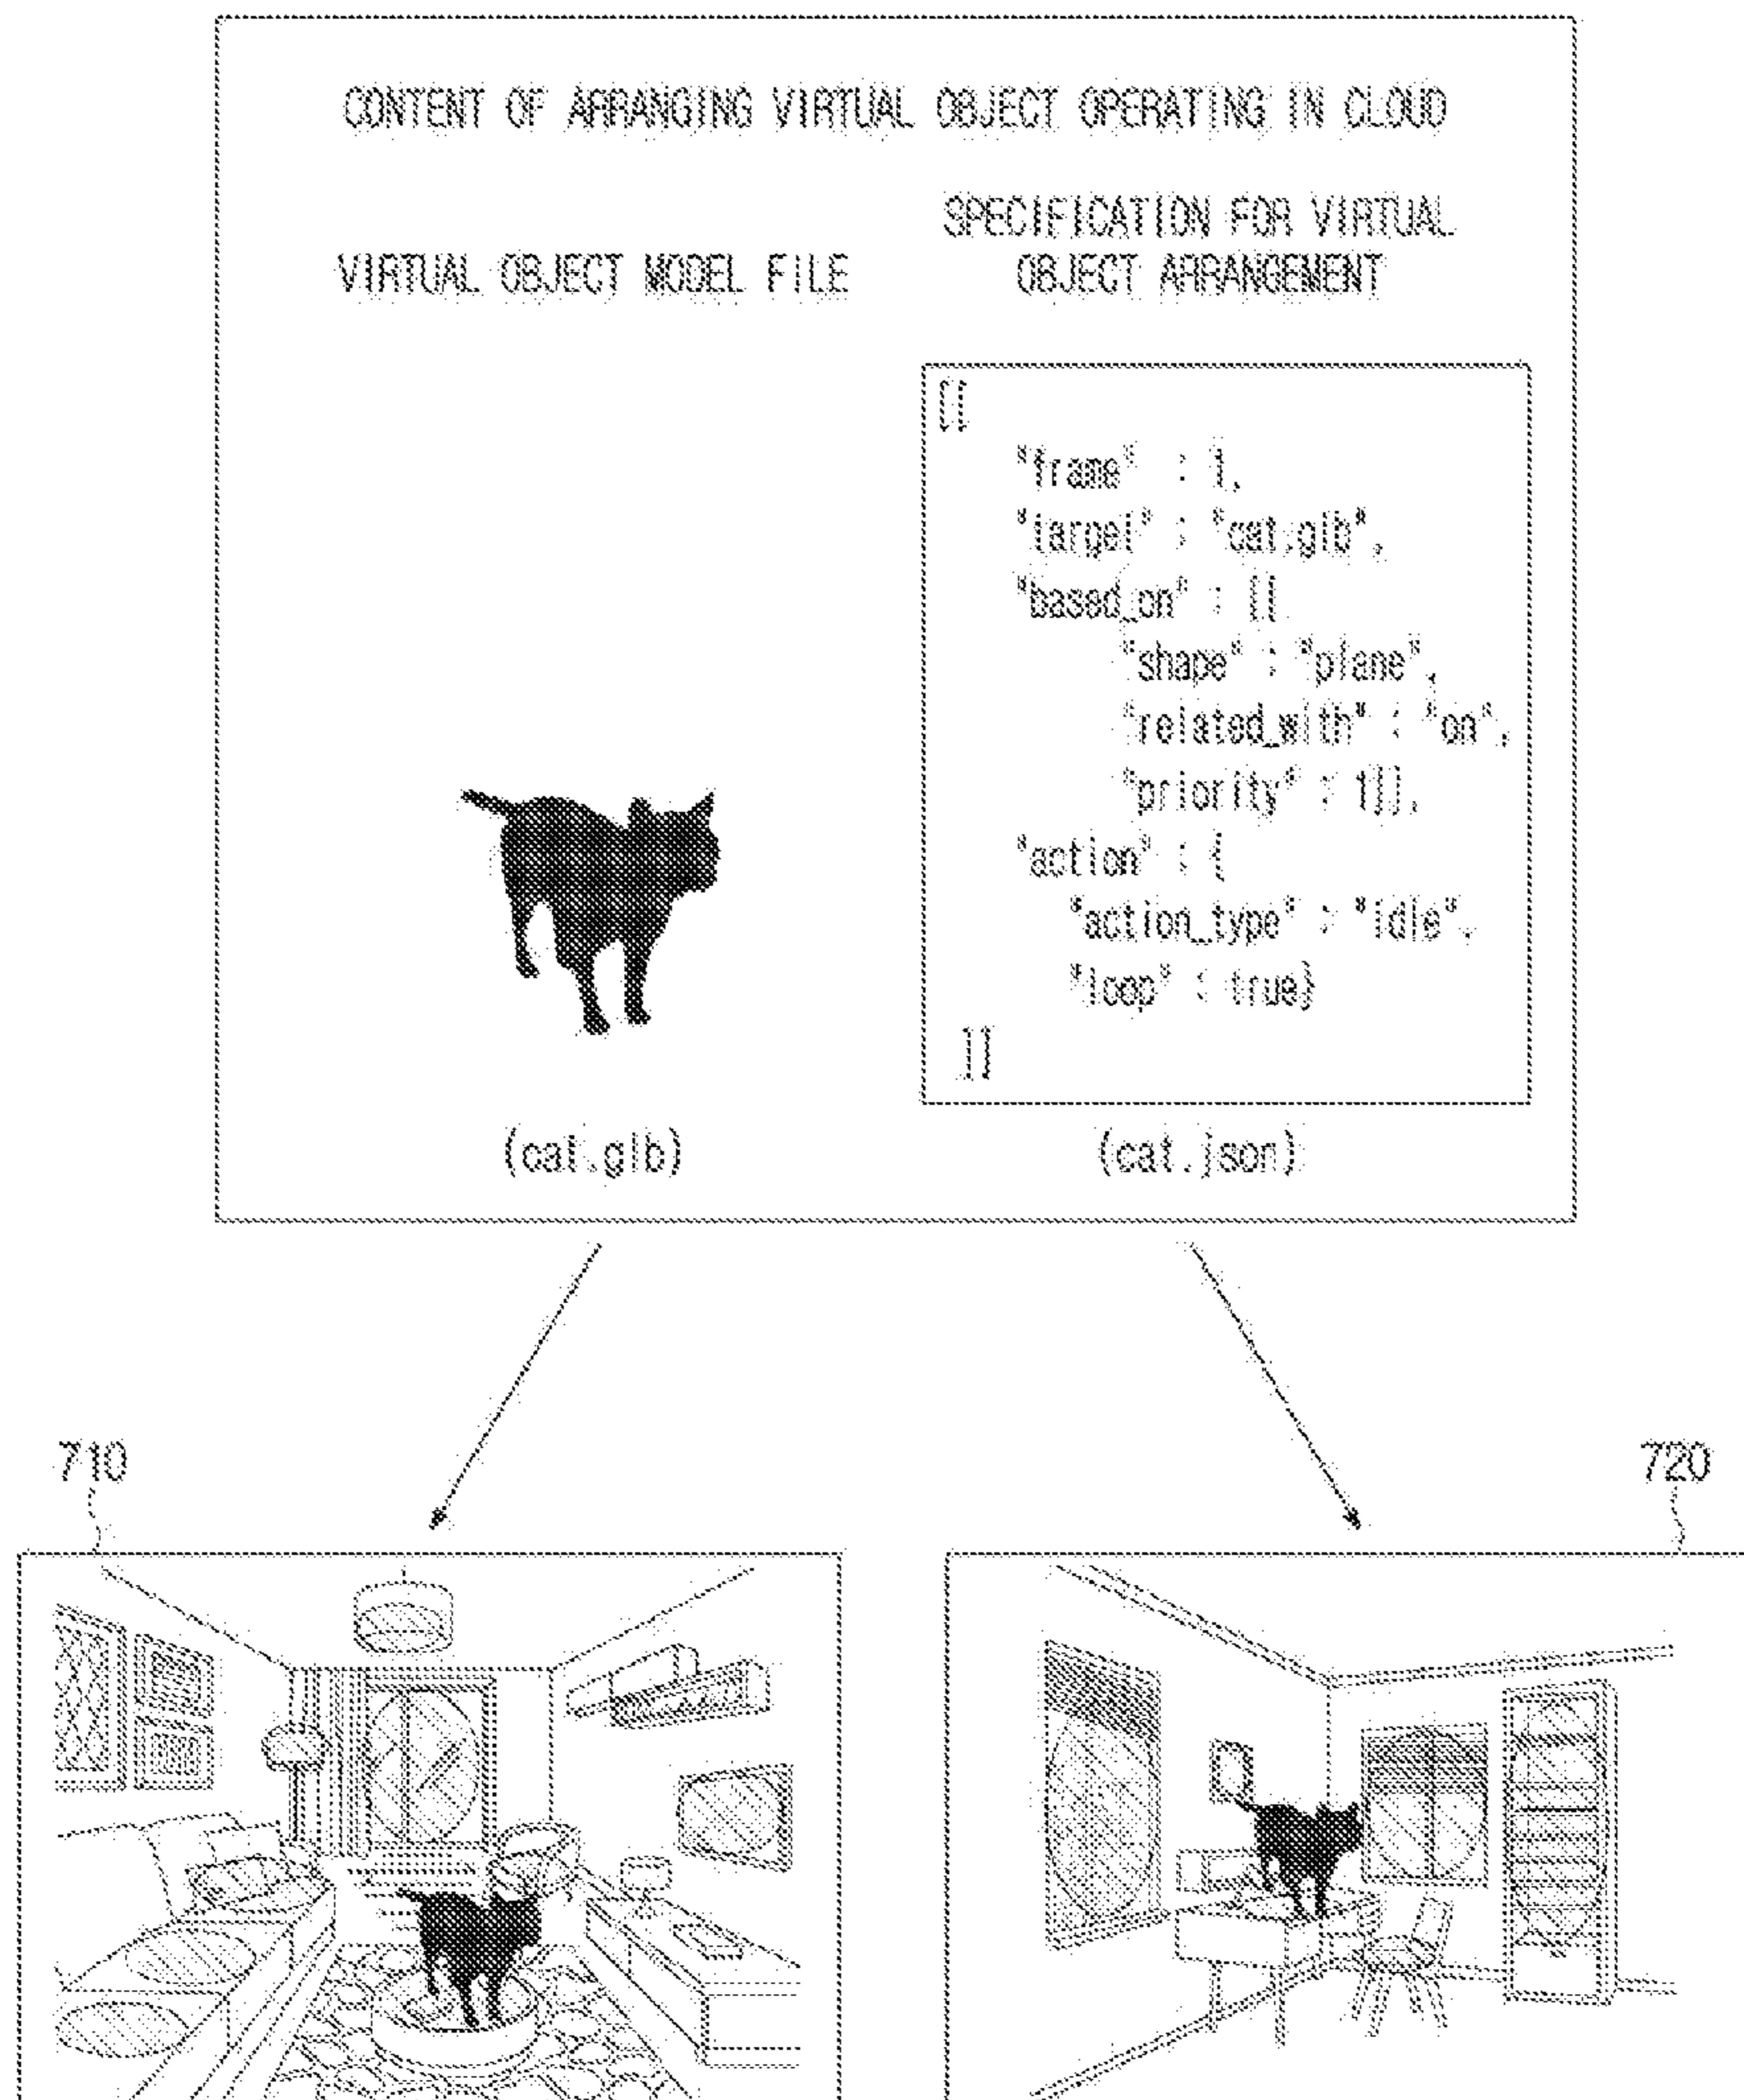 CONTENT OF ARRANGING VIRTUAL OBJECT OPERATING IN CLOUD
VIRTUAL OBJECT MODEL FILE
SPECIFICATION FOR VIRTUAL
OBJECT ARRANGEMENT
[{
"frame" : 1,
"target" : "cat.glb",
"based_on" : [{
"shape" : "plane",
"related_with" : "on",
"priority" : 1}],
"action" : {
"action_type" : "idle",
"loop" : true}
}]
(cat.glb)
(cat.json)
710
720